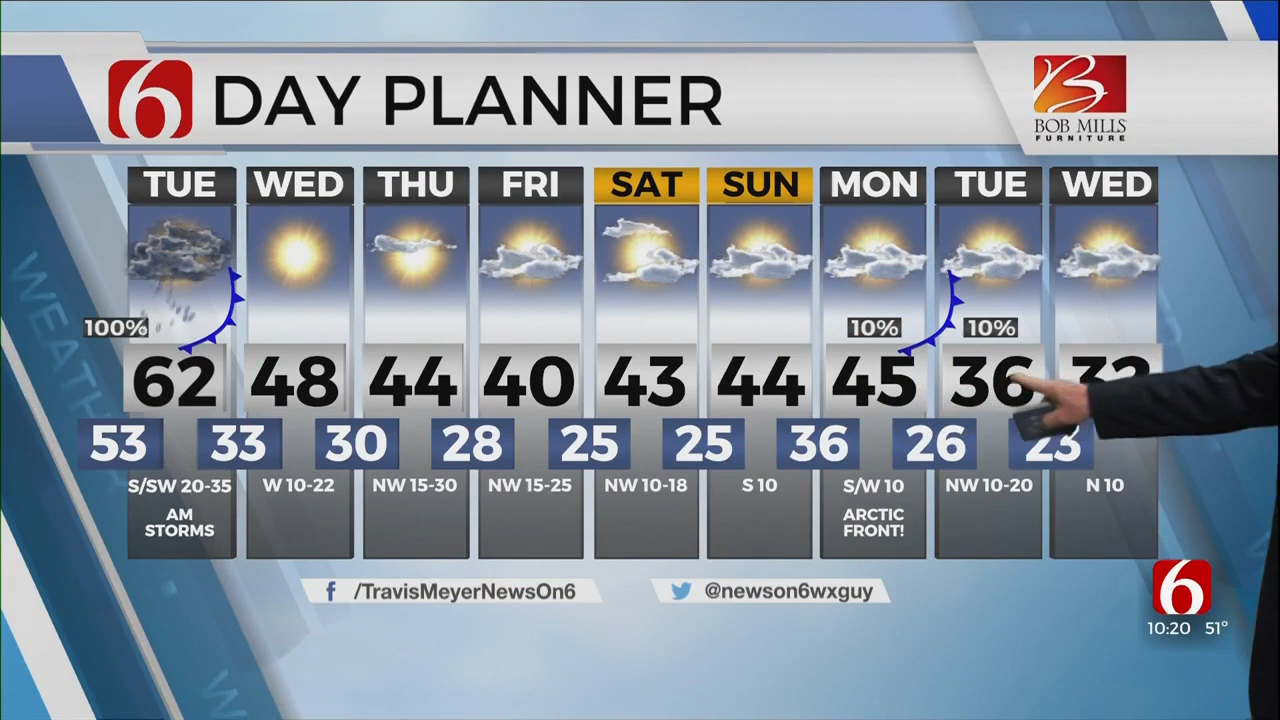 6 DAY PLANNER
B
BOB MILLS
FURNITURE
TUE WED THU FRI SAT SUN MON TUE WED
100% 10% 10%
62 48 44 40 43 44 45 36 32
53 33 30 28 25 25 36 26 23
S/SW 20-35 W 10-22 NW 15-30 NW 15-25 NW 10-18 S 10 S/W 10 NW 10-20 N 10
AM ARCTIC
STORMS FRONT!
f /TravisMeyerNewsOn6 @newson6wxguy
6
10:20 51°